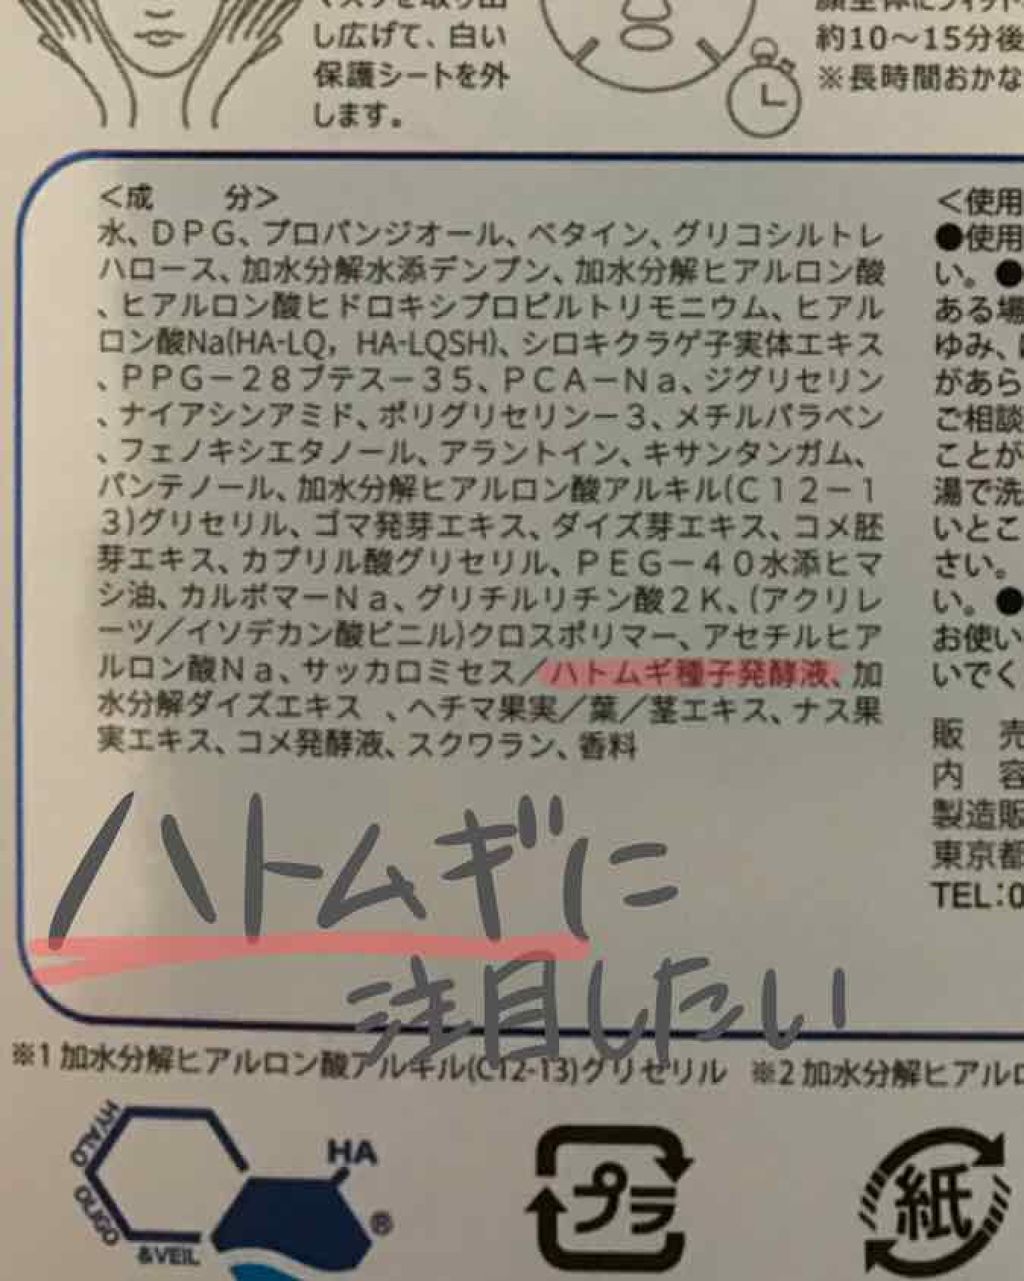 し広げて、白い
保護シートを外
します。
約10～15分後
※長時間おかな
＜成　　分＞
水、ＤＰＧ、プロパンジオール、ベタイン、グリコシルトレ
ハロース、加水分解水添デンプン、加水分解ヒアルロン酸
、ヒアルロン酸ヒドロキシプロピルトリモニウム、ヒアル
ロン酸Na(HA-LQ，HA-LQSH)、シロキクラゲ子実体エキス
、ＰＰＧ－２８ブテス－３５、ＰＣＡ－Ｎａ、ジグリセリン
、ナイアシンアミド、ポリグリセリン－３、メチルパラベン
、フェノキシエタノール、アラントイン、キサンタンガム、
パンテノール、加水分解ヒアルロン酸アルキル(Ｃ１２－１
３)グリセリル、ゴマ発芽エキス、ダイズ芽エキス、コメ胚
芽エキス、カプリル酸グリセリル、ＰＥＧ－４０水添ヒマ
シ油、カルボマーＮａ、グリチルリチン酸２Ｋ、(アクリレ
ーツ／イソデカン酸ビニル)クロスポリマー、アセチルヒア
ルロン酸Ｎａ、サッカロミセス／ハトムギ種子発酵液、加
水分解ダイズエキス　、ヘチマ果実／葉／茎エキス、ナス果
実エキス、コメ発酵液、スクワラン、香料
＜使用
●使用
い。●
ある場
ゆみ、
があら
ご相談
ことが
湯で洗
いとこ
さい。
い。●
お使い
いでく
販　売
内　容
製造販
東京都
TEL:0
ハトムギに
注目したい
※1 加水分解ヒアルロン酸アルキル(C12-13)グリセリル　※2 加水分解ヒアルロ
HYALO
OLIGO
&VEIL
HA
®
プラ
紙